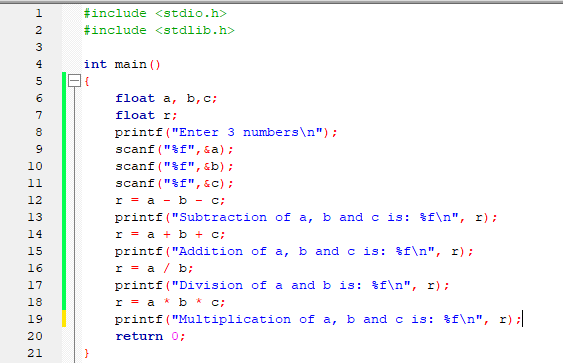 1 #include <stdio.h>
2 #include <stdlib.h>
3
4 int main()
5 {
6 float a, b,c;
7 float r;
8 printf("Enter 3 numbers\n");
9 scanf("%f",&a);
10 scanf("%f",&b);
11 scanf("%f",&c);
12 r = a - b - c;
13 printf("Subtraction of a, b and c is: %f\n", r);
14 r = a + b + c;
15 printf("Addition of a, b and c is: %f\n", r);
16 r = a / b;
17 printf("Division of a and b is: %f\n", r);
18 r = a * b * c;
19 printf("Multiplication of a, b and c is: %f\n", r);
20 return 0;
21 }